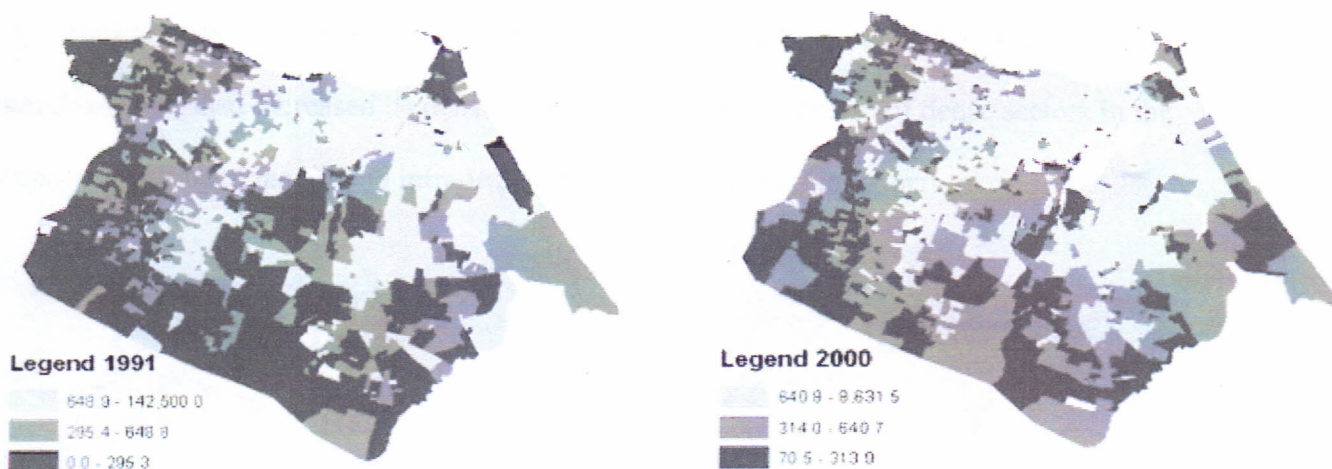 Legend 1991
648.9 - 142,500.0
295.4 - 648.8
0.0 - 295.3
Legend 2000
640.8 - 8,631.5
314.0 - 640.7
70.5 - 313.9